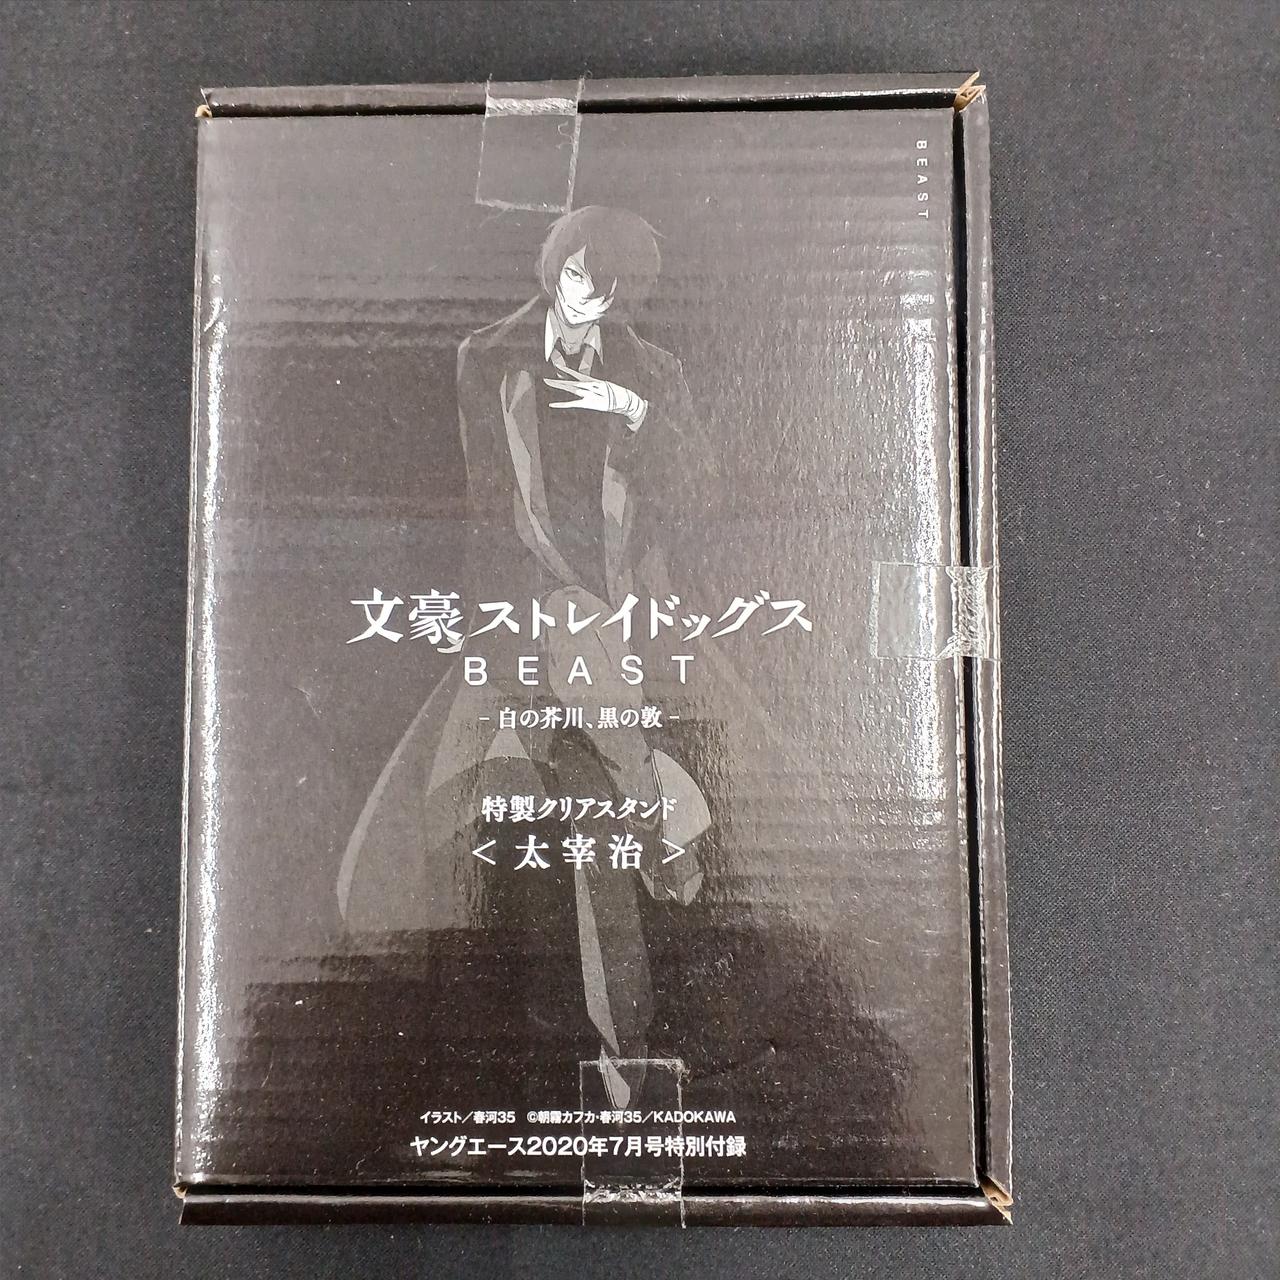 BEAST
文豪ストレイドッグス
BEAST
- 白の芥川、黒の敦 -
特製クリアスタンド
< 太宰治 >
イラスト／春河35 ©朝霧カフカ・春河35／KADOKAWA
ヤングエース2020年7月号特別付録